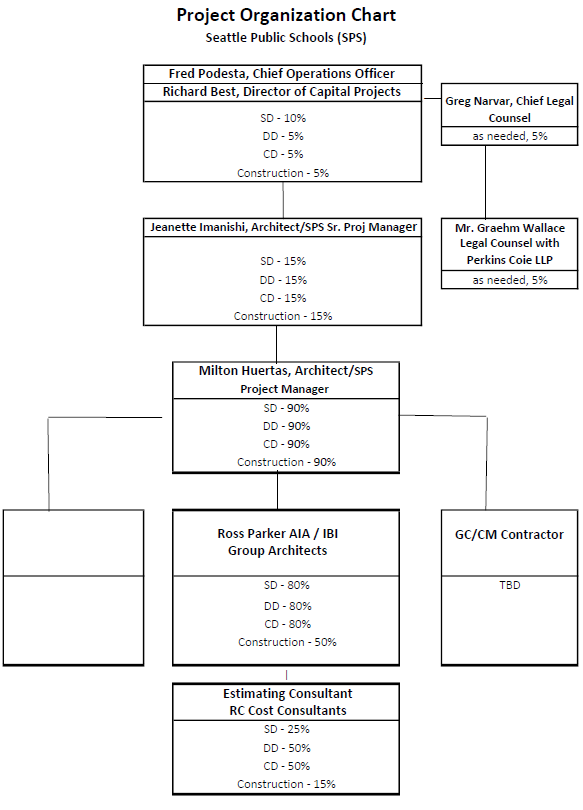 Project Organization Chart
Seattle Public Schools (SPS)
Fred Podesta, Chief Operations Officer
Richard Best, Director of Capital Projects
SD - 10%
DD - 5%
CD - 5%
Construction - 5%
Greg Narvar, Chief Legal
Counsel
as needed, 5%
Jeanette Imanishi, Architect/SPS Sr. Proj Manager
SD - 15%
DD - 15%
CD - 15%
Construction - 15%
Mr. Graehm Wallace
Legal Counsel with
Perkins Coie LLP
as needed, 5%
Milton Huertas, Architect/SPS
Project Manager
SD - 90%
DD - 90%
CD - 90%
Construction - 90%
Ross Parker AIA / IBI
Group Architects
SD - 80%
DD - 80%
CD - 80%
Construction - 50%
GC/CM Contractor
TBD
Estimating Consultant
RC Cost Consultants
SD - 25%
DD - 50%
CD - 50%
Construction - 15%